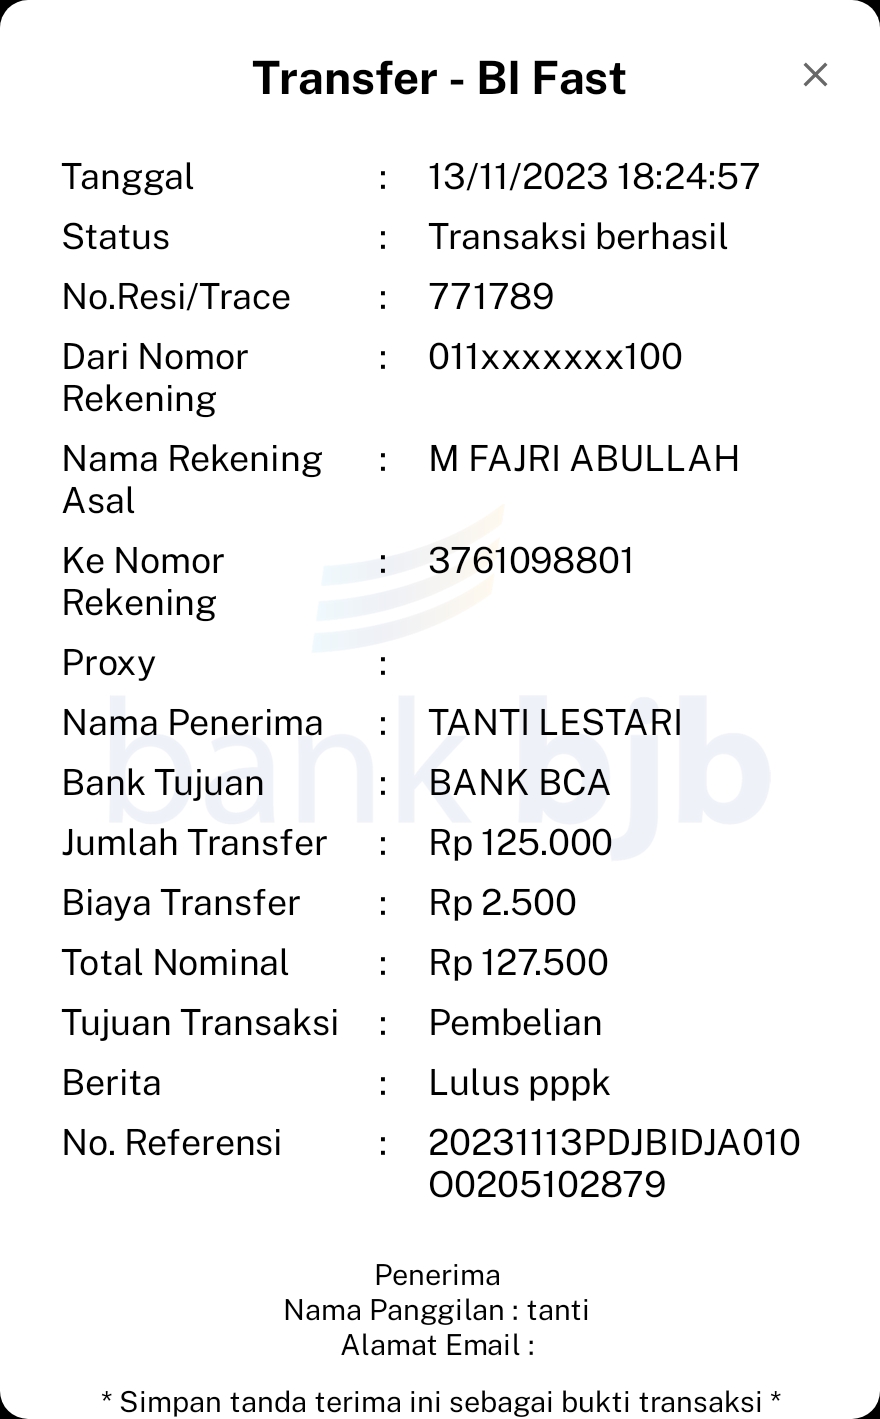 Transfer - BI Fast
Tanggal : 13/11/2023 18:24:57
Status : Transaksi berhasil
No.Resi/Trace : 771789
Dari Nomor : 011xxxxxxx100
Rekening
Nama Rekening : M FAJRI ABULLAH
Asal
Ke Nomor : 3761098801
Rekening
Proxy :
Nama Penerima : TANTI LESTARI
bank bjb
Bank Tujuan : BANK BCA
Jumlah Transfer : Rp 125.000
Biaya Transfer : Rp 2.500
Total Nominal : Rp 127.500
Tujuan Transaksi : Pembelian
Berita : Lulus pppk
No. Referensi : 20231113PDJBIDJA010
O0205102879
Penerima
Nama Panggilan : tanti
Alamat Email :
* Simpan tanda terima ini sebagai bukti transaksi *